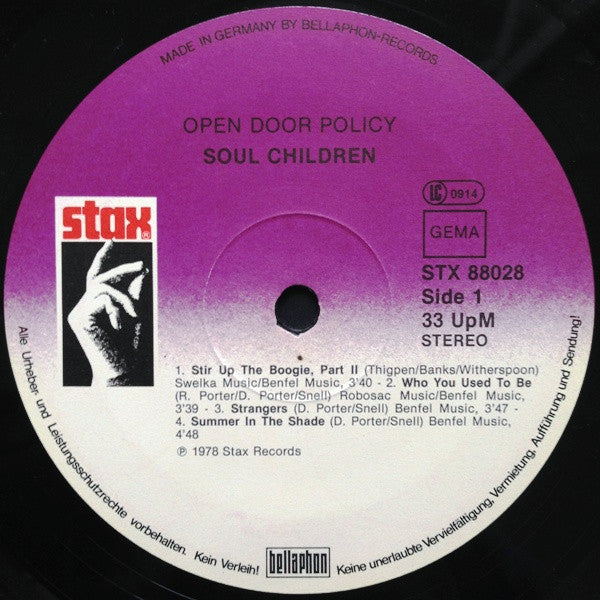 MADE IN GERMANY BY BELLAPHON-RECORDS
OPEN DOOR POLICY
SOUL CHILDREN
stax®
LC 0914
GEMA
STX 88028
Side 1
33 UpM
STEREO
1. Stir Up The Boogie, Part II (Thigpen/Banks/Witherspoon)
Swelka Music/Benfel Music, 3'40 - 2. Who You Used To Be
(R. Porter/D. Porter/Snell) Robosac Music/Benfel Music,
3'39 - 3. Strangers (D. Porter/Snell) Benfel Music, 3'47 -
4. Summer In The Shade (D. Porter/Snell) Benfel Music,
4'48
℗ 1978 Stax Records
Alle Urheber- und Leistungsschutzrechte vorbehalten. Kein Verleih!
bellaphon
Keine unerlaubte Vervielfältigung, Vermietung, Aufführung und Sendung!